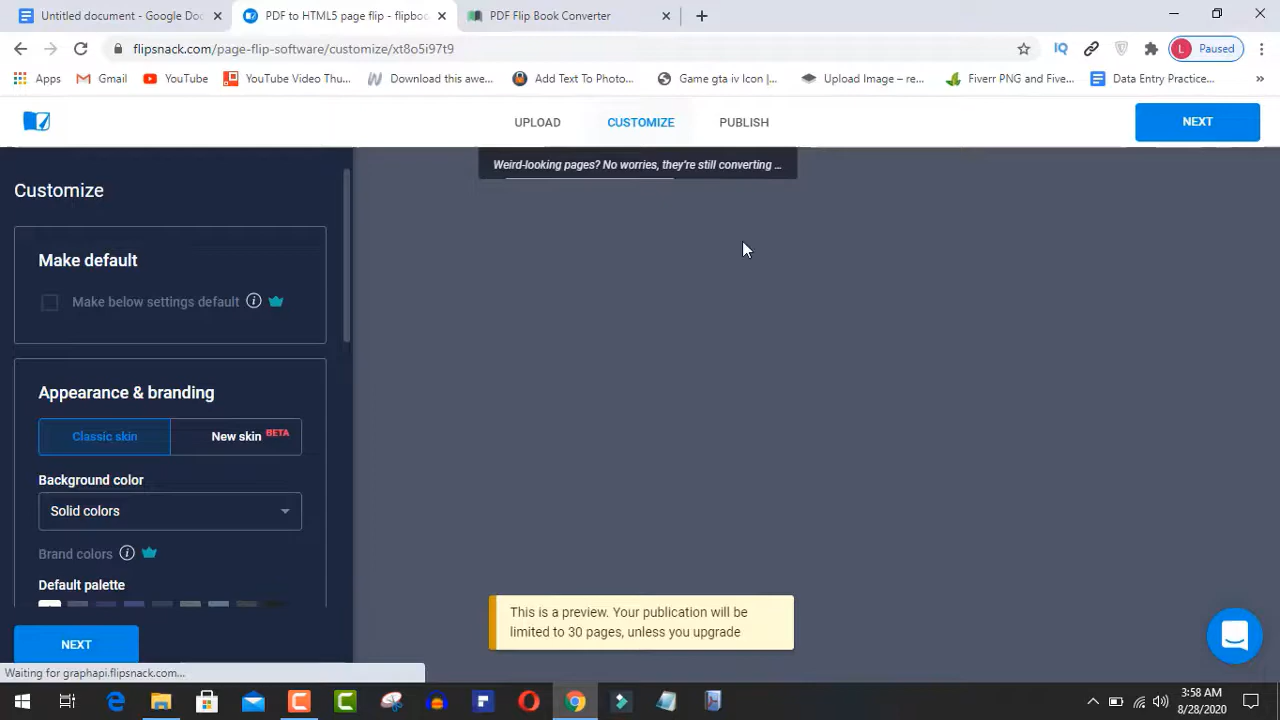 Untitled document - Google Doc
PDF to HTML5 page flip - flipboo
PDF Flip Book Converter
flipsnack.com/page-flip-software/customize/xt8o5i97t9
IQ
L Paused
Apps
Gmail
YouTube
YouTube Video Thu...
Download this awe...
Add Text To Photo...
Game gta iv Icon |...
Upload Image – re...
Fiverr PNG and Five...
Data Entry Practice...
UPLOAD
CUSTOMIZE
PUBLISH
NEXT
Weird-looking pages? No worries, they're still converting ...
Customize
Make default
Make below settings default
Appearance & branding
Classic skin
New skin BETA
Background color
Solid colors
Brand colors
Default palette
NEXT
This is a preview. Your publication will be
limited to 30 pages, unless you upgrade
Waiting for graphapi.flipsnack.com...
3:58 AM
8/28/2020